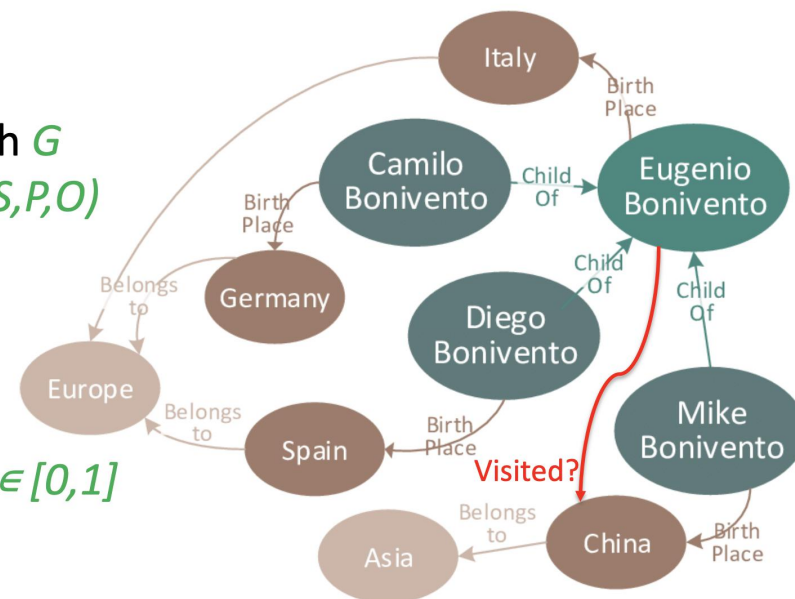 h G
S,P,O)
∈ [0,1]
Italy
Birth
Place
Camilo
Bonivento
Child
Of
Eugenio
Bonivento
Birth
Place
Belongs
to
Germany
Child
Of
Child
Of
Diego
Bonivento
Europe
Belongs
to
Spain
Birth
Place
Mike
Bonivento
Visited?
Belongs
to
Asia
China
Birth
Place